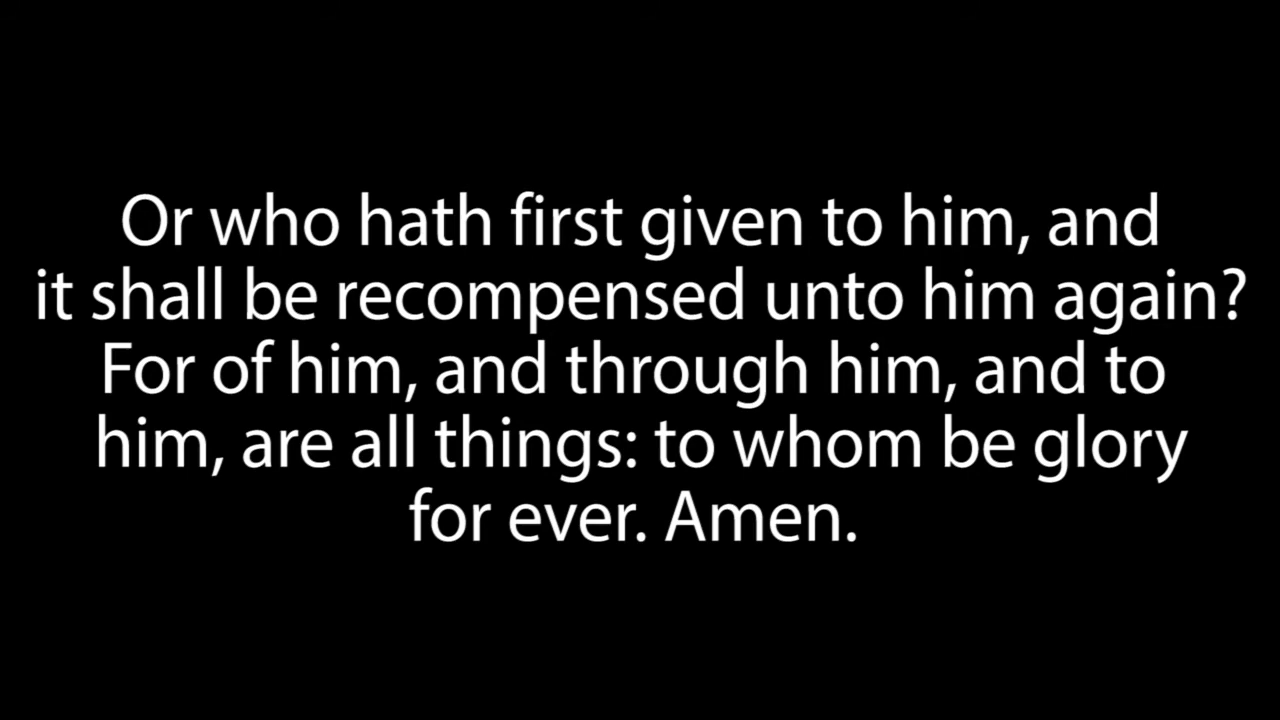 Or who hath first given to him, and
it shall be recompensed unto him again?
For of him, and through him, and to
him, are all things: to whom be glory
for ever. Amen.